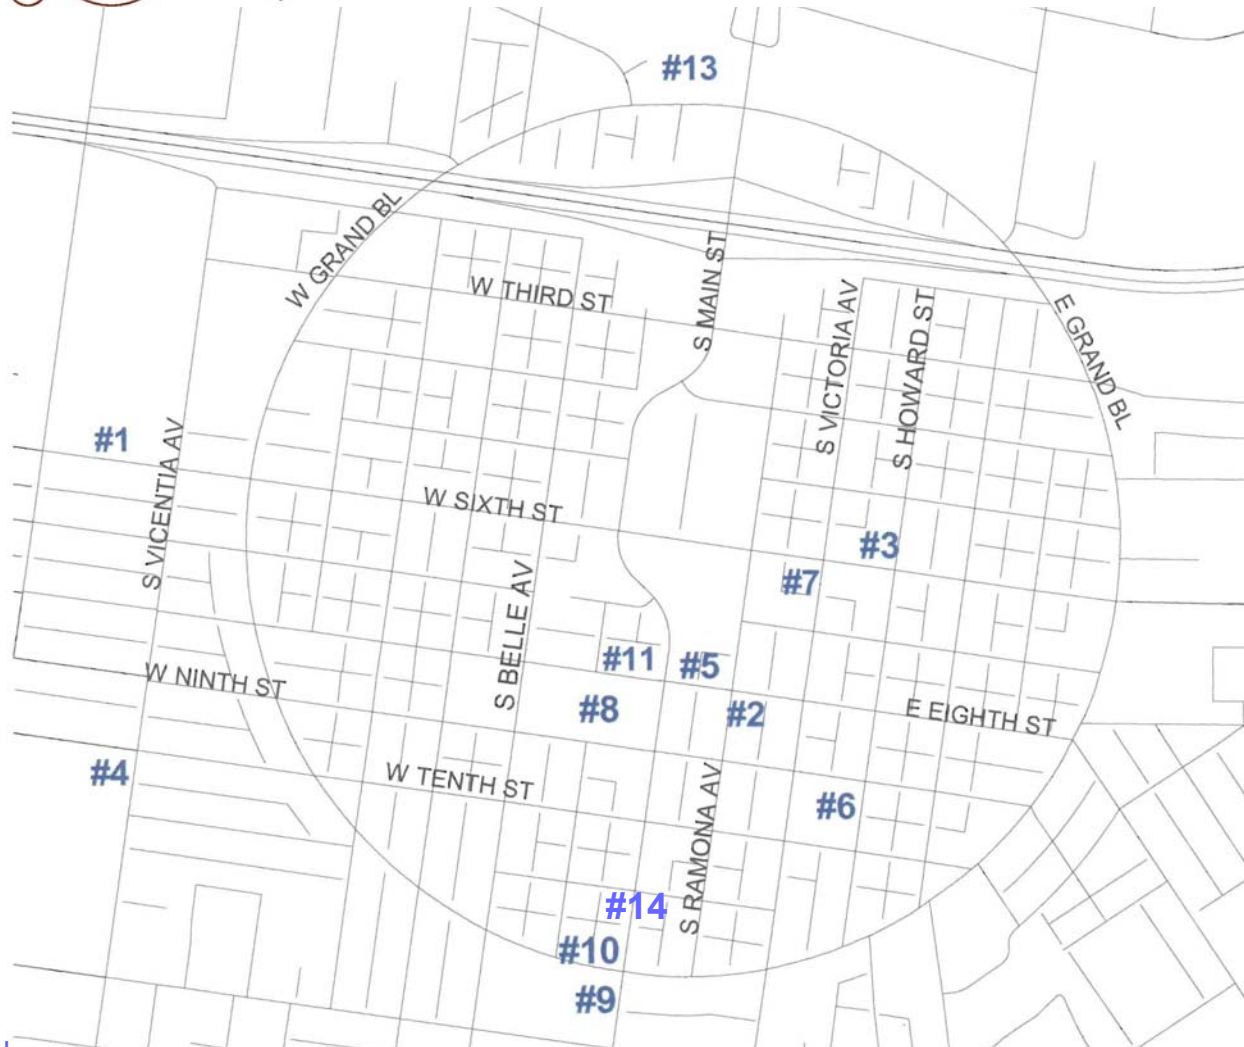 #13
W GRAND BL
S MAIN ST
W THIRD ST
S VICTORIA AV
S HOWARD ST
E GRAND BL
#1
S VICENTIA AV
W SIXTH ST
#3
#7
S BELLE AV
#11
#5
W NINTH ST
#8
#2
E EIGHTH ST
#4
W TENTH ST
#6
S RAMONA AV
#14
#10
#9